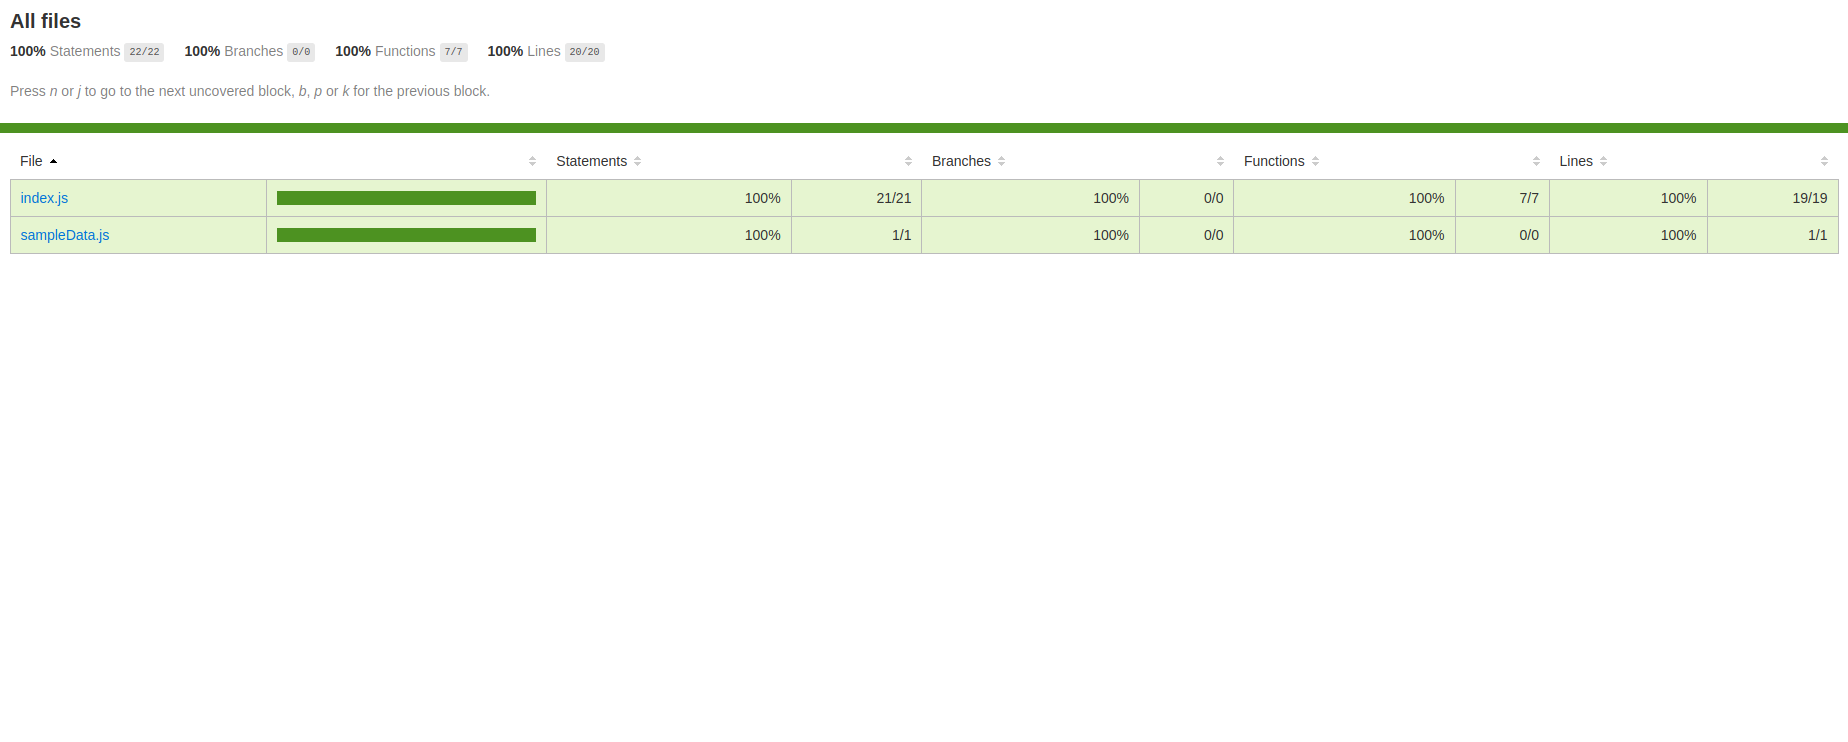 All files
100% Statements 22/22 100% Branches 0/0 100% Functions 7/7 100% Lines 20/20
Press n or j to go to the next uncovered block, b, p or k for the previous block.
File Statements Branches Functions Lines
index.js 100% 21/21 100% 0/0 100% 7/7 100% 19/19
sampleData.js 100% 1/1 100% 0/0 100% 0/0 100% 1/1